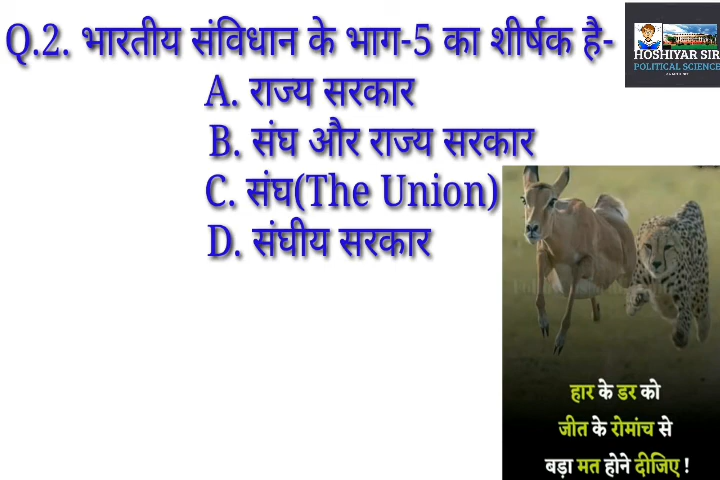 Q.2. भारतीय संविधान के भाग-5 का शीर्षक है-
A. राज्य सरकार
B. संघ और राज्य सरकार
C. संघ(The Union)
D. संघीय सरकार
HOSHIYAR SIR
POLITICAL SCIENCE
हार के डर को
जीत के रोमांच से
बड़ा मत होने दीजिए !